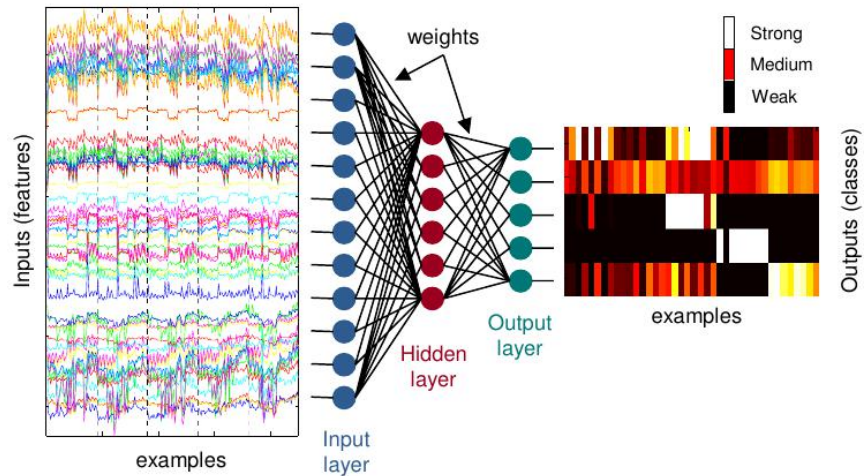 weights
Strong
Medium
Weak
Inputs (features)
Outputs (classes)
examples
Input
layer
Hidden
layer
Output
layer
examples